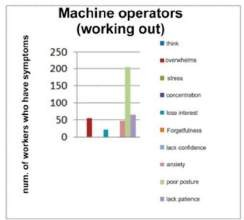 Machine operators
(working out)
num. of workers who have symptoms
250
200
150
100
50
0
think
overwhelms
stress
concentration
lose interest
Forgetfulness
lack confidence
anxiety
poor posture
lack patience